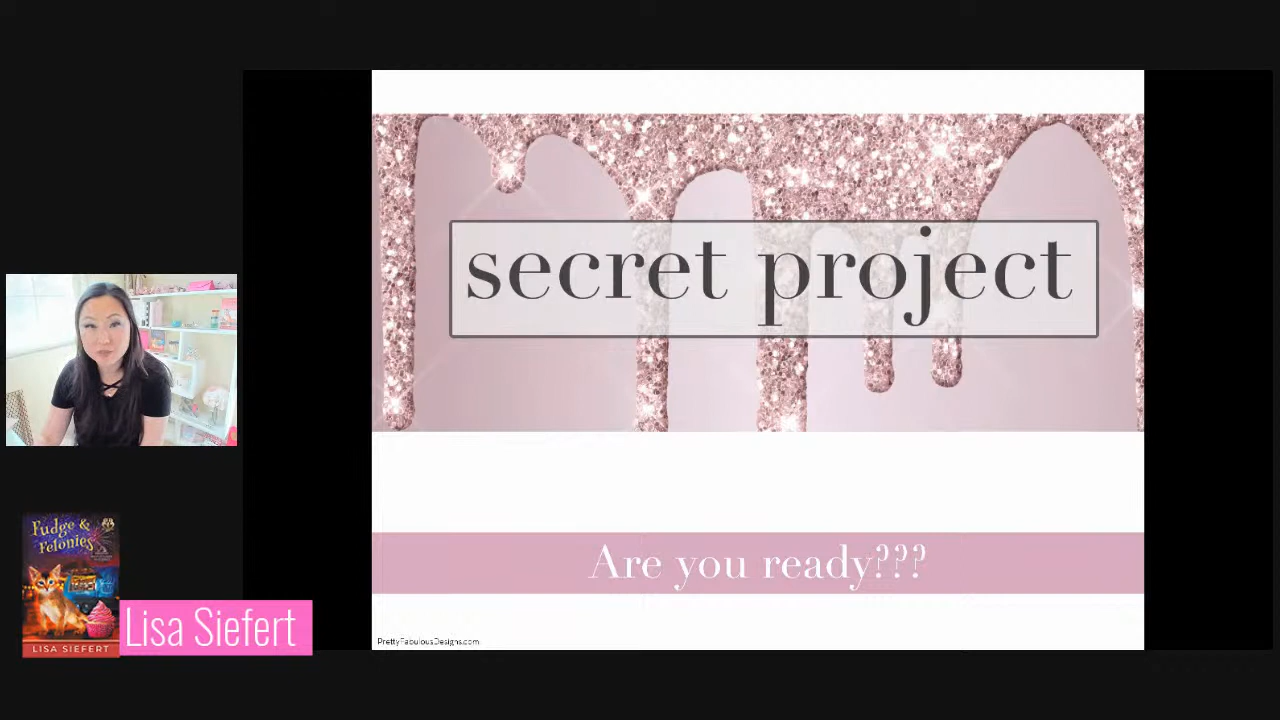 secret project
Are you ready???
PrettyFabulousDesigns.com
Fudge &
Felonies
LISA SIEFERT
Lisa Siefert